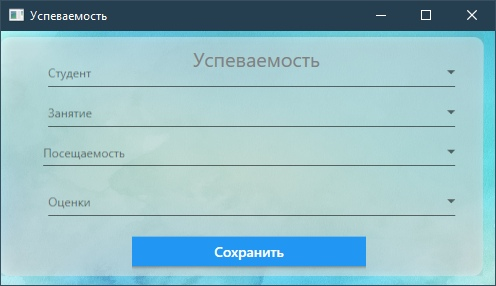 Успеваемость
Успеваемость
Студент
Занятие
Посещаемость
Оценки
Сохранить